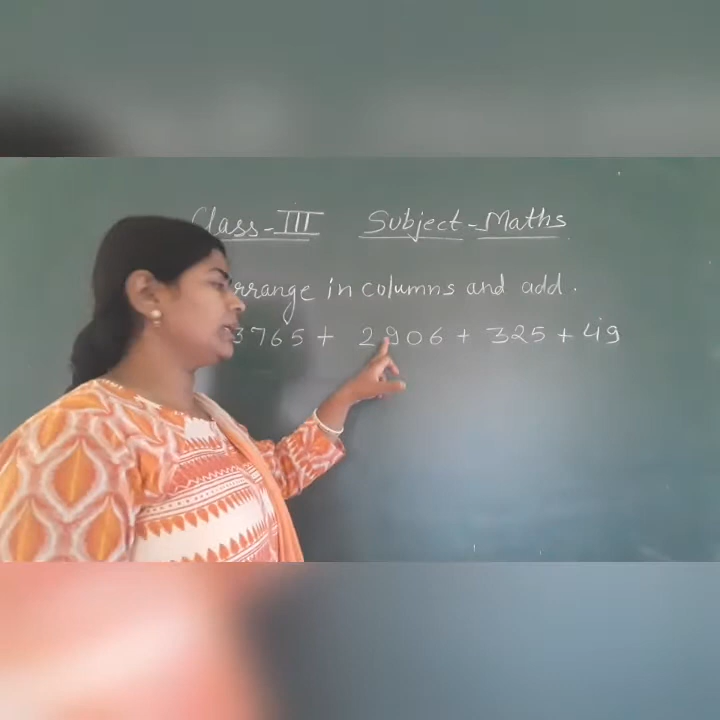 Class-III Subject-Maths
rrange in columns and add.
3765 + 2906 + 325 + 49